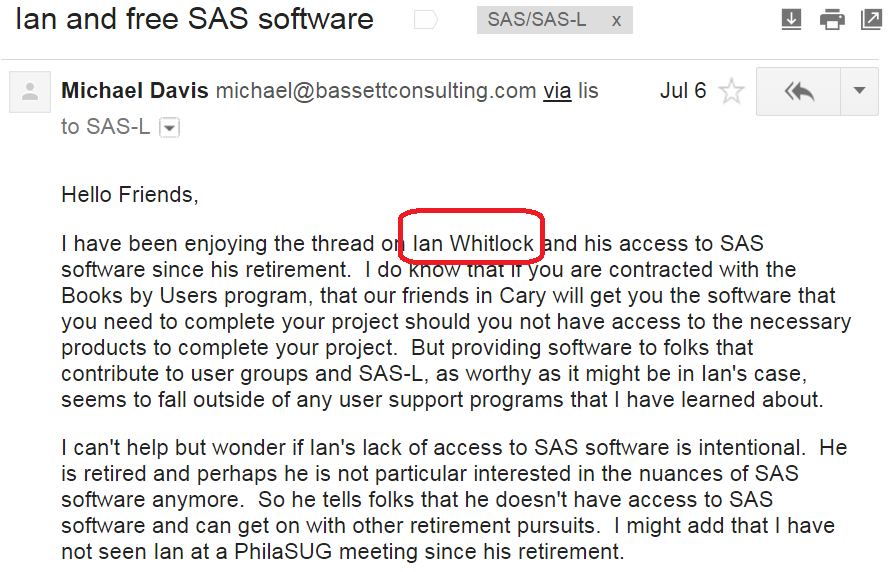 Ian and free SAS software
SAS/SAS-L x
Michael Davis michael@bassettconsulting.com via lis
Jul 6
to SAS-L
Hello Friends,
I have been enjoying the thread on Ian Whitlock and his access to SAS
software since his retirement.  I do know that if you are contracted with the
Books by Users program, that our friends in Cary will get you the software that
you need to complete your project should you not have access to the necessary
products to complete your project.  But providing software to folks that
contribute to user groups and SAS-L, as worthy as it might be in Ian's case,
seems to fall outside of any user support programs that I have learned about.
I can't help but wonder if Ian's lack of access to SAS software is intentional.  He
is retired and perhaps he is not particular interested in the nuances of SAS
software anymore.  So he tells folks that he doesn't have access to SAS
software and can get on with other retirement pursuits.  I might add that I have
not seen Ian at a PhilaSUG meeting since his retirement.